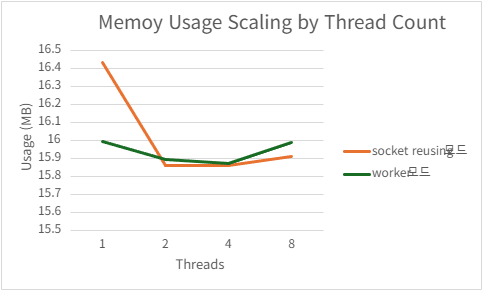 Memoy Usage Scaling by Thread Count
16.5
16.4
16.3
16.2
16.1
16
15.9
15.8
15.7
15.6
15.5
Usage (MB)
1 2 4 8
Threads
socket reusing모드
worker모드